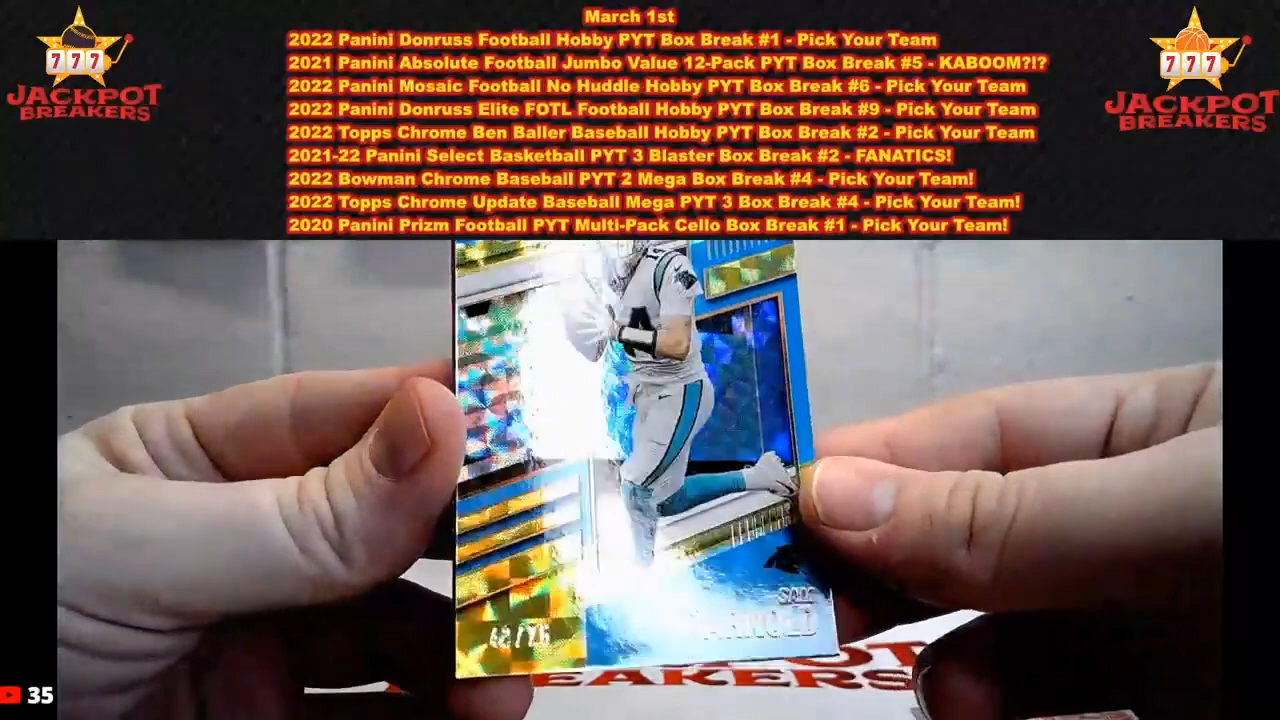 March 1st
2022 Panini Donruss Football Hobby PYT Box Break #1 - Pick Your Team
2021 Panini Absolute Football Jumbo Value 12-Pack PYT Box Break #5 - KABOOM?!?
2022 Panini Mosaic Football No Huddle Hobby PYT Box Break #6 - Pick Your Team
2022 Panini Donruss Elite FOTL Football Hobby PYT Box Break #9 - Pick Your Team
2022 Topps Chrome Ben Baller Baseball Hobby PYT Box Break #2 - Pick Your Team
2021-22 Panini Select Basketball PYT 3 Blaster Box Break #2 - FANATICS!
2022 Bowman Chrome Baseball PYT 2 Mega Box Break #4 - Pick Your Team!
2022 Topps Chrome Update Baseball Mega PYT 3 Box Break #4 - Pick Your Team!
2020 Panini Prizm Football PYT Multi-Pack Cello Box Break #1 - Pick Your Team!
777
JACKPOT
BREAKERS
777
JACKPOT
BREAKERS
SAM
35